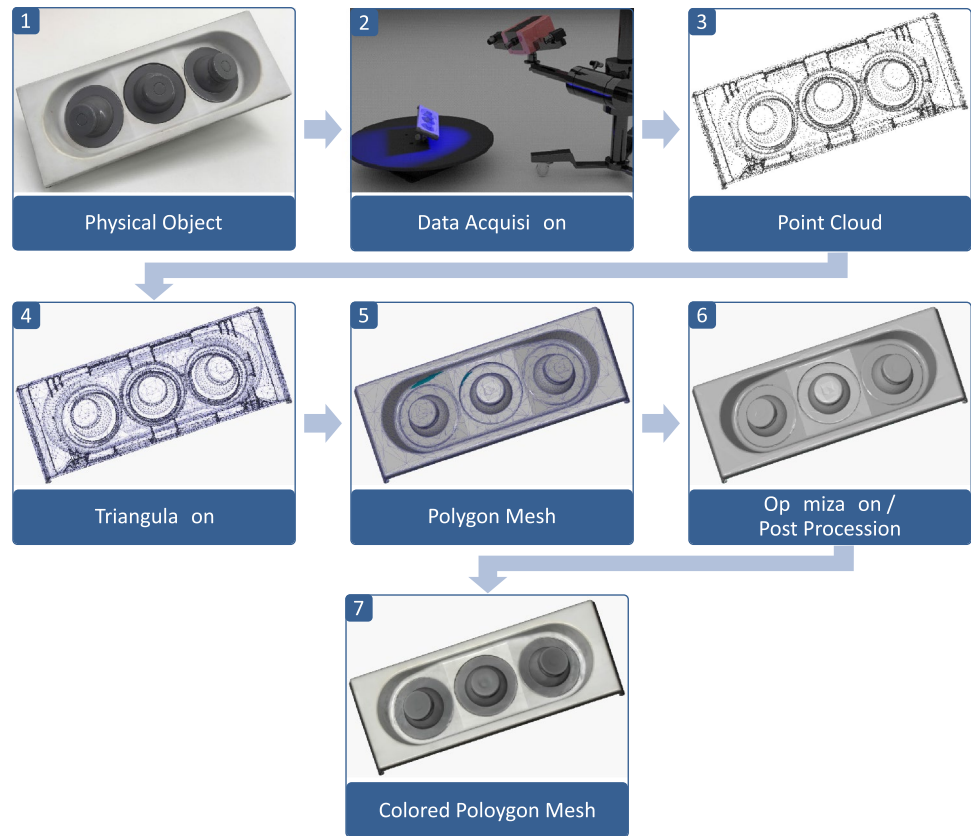 1
Physical Object
2
Data Acquisi on
3
Point Cloud
4
Triangula on
5
Polygon Mesh
6
Op miza on /
Post Procession
7
Colored Poloygon Mesh